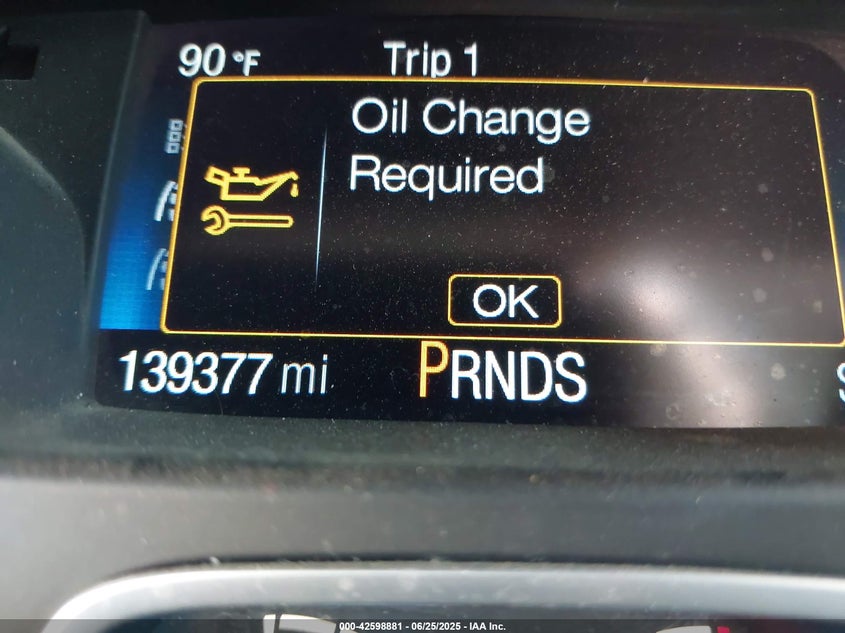 90 °F Trip 1
Oil Change
Required
OK
139377 mi PRNDS
000-42598881 - 06/25/2025 - IAA Inc.